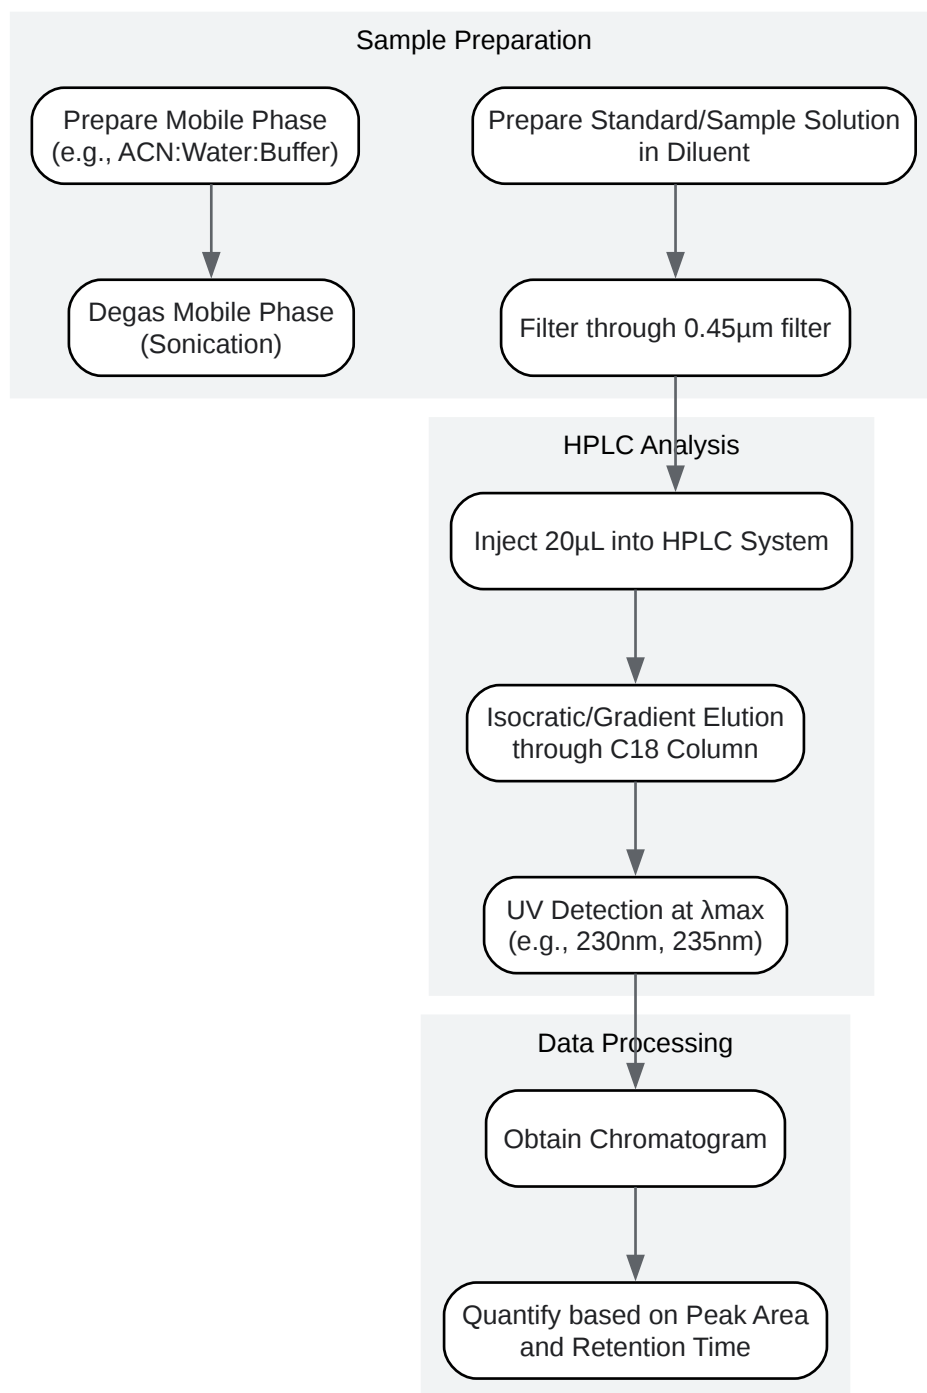 Sample Preparation
Prepare Mobile Phase
(e.g., ACN:Water:Buffer)
Prepare Standard/Sample Solution
in Diluent
Degas Mobile Phase
(Sonication)
Filter through 0.45µm filter
HPLC Analysis
Inject 20µL into HPLC System
Isocratic/Gradient Elution
through C18 Column
UV Detection at λmax
(e.g., 230nm, 235nm)
Data Processing
Obtain Chromatogram
Quantify based on Peak Area
and Retention Time